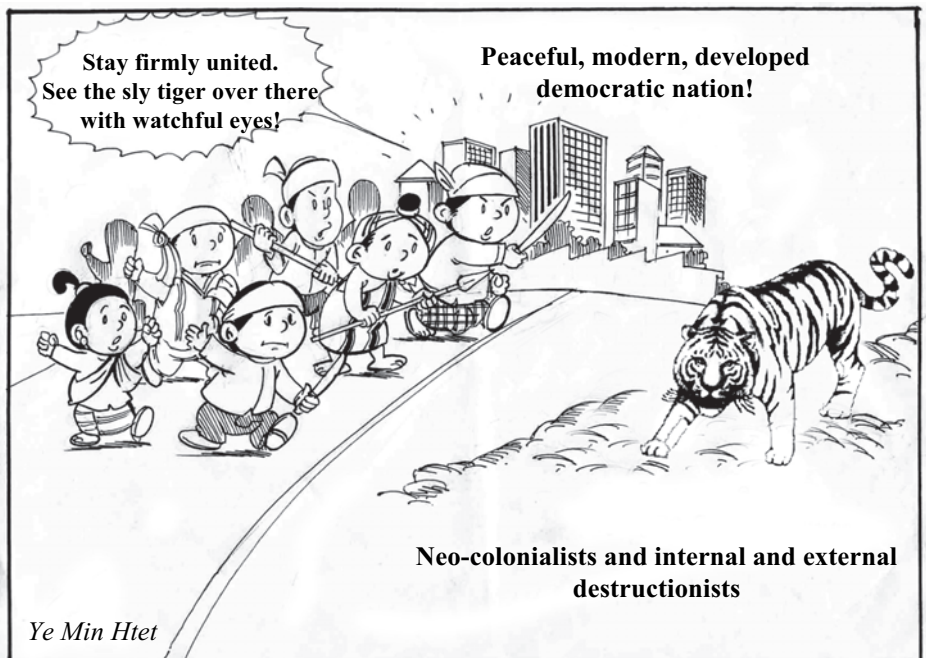 Stay firmly united.
See the sly tiger over there
with watchful eyes!
Peaceful, modern, developed
democratic nation!
Neo-colonialists and internal and external
destructionists
Ye Min Htet